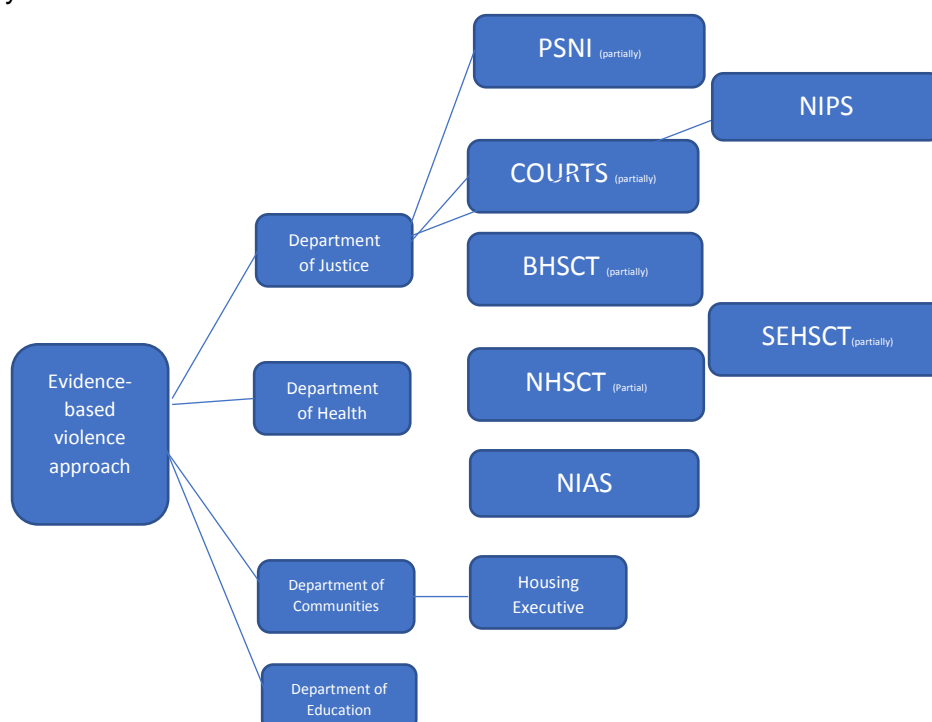 y
PSNI (partially)
NIPS
COURTS (partially)
Department
of Justice
BHSCT (partially)
SEHSCT(partially)
Evidence-
based
violence
approach
Department
of Health
NHSCT (Partial)
NIAS
Department of
Communities
Housing
Executive
Department of
Education